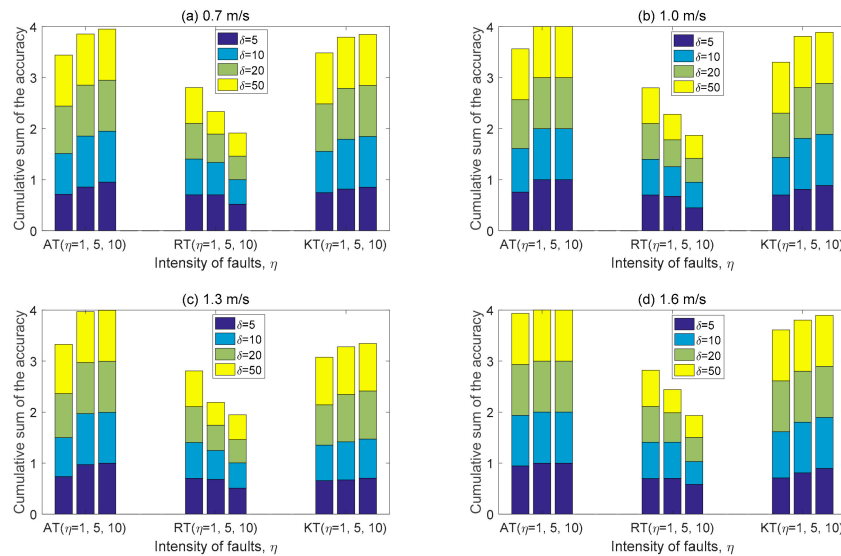 (a) 0.7 m/s
Cumulative sum of the accuracy
4
3
2
1
0
δ=5
δ=10
δ=20
δ=50
AT(η=1, 5, 10)
RT(η=1, 5, 10)
KT(η=1, 5, 10)
Intensity of faults, η
(b) 1.0 m/s
Cumulative sum of the accuracy
4
3
2
1
0
δ=5
δ=10
δ=20
δ=50
AT(η=1, 5, 10)
RT(η=1, 5, 10)
KT(η=1, 5, 10)
Intensity of faults, η
(c) 1.3 m/s
Cumulative sum of the accuracy
4
3
2
1
0
δ=5
δ=10
δ=20
δ=50
AT(η=1, 5, 10)
RT(η=1, 5, 10)
KT(η=1, 5, 10)
Intensity of faults, η
(d) 1.6 m/s
Cumulative sum of the accuracy
4
3
2
1
0
δ=5
δ=10
δ=20
δ=50
AT(η=1, 5, 10)
RT(η=1, 5, 10)
KT(η=1, 5, 10)
Intensity of faults, η